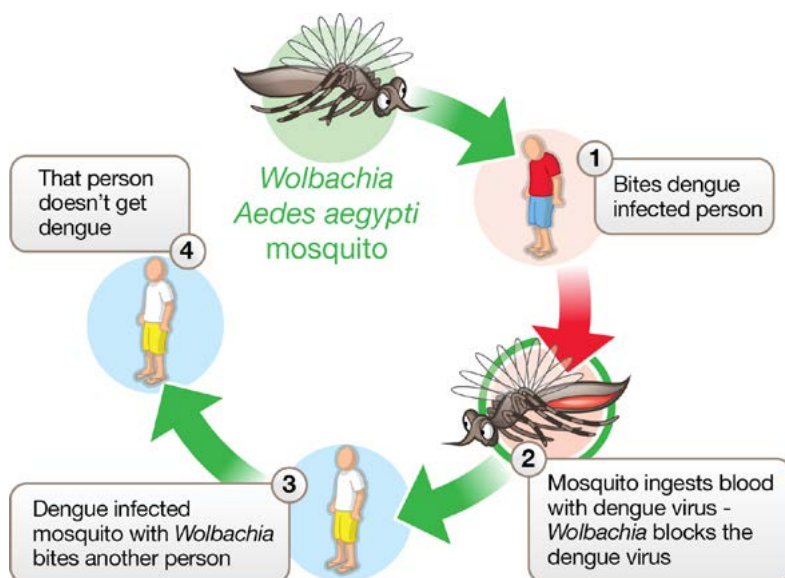 Wolbachia
Aedes aegypti
mosquito
1
Bites dengue
infected person
2
Mosquito ingests blood
with dengue virus -
Wolbachia blocks the
dengue virus
3
Dengue infected
mosquito with Wolbachia
bites another person
4
That person
doesn't get
dengue